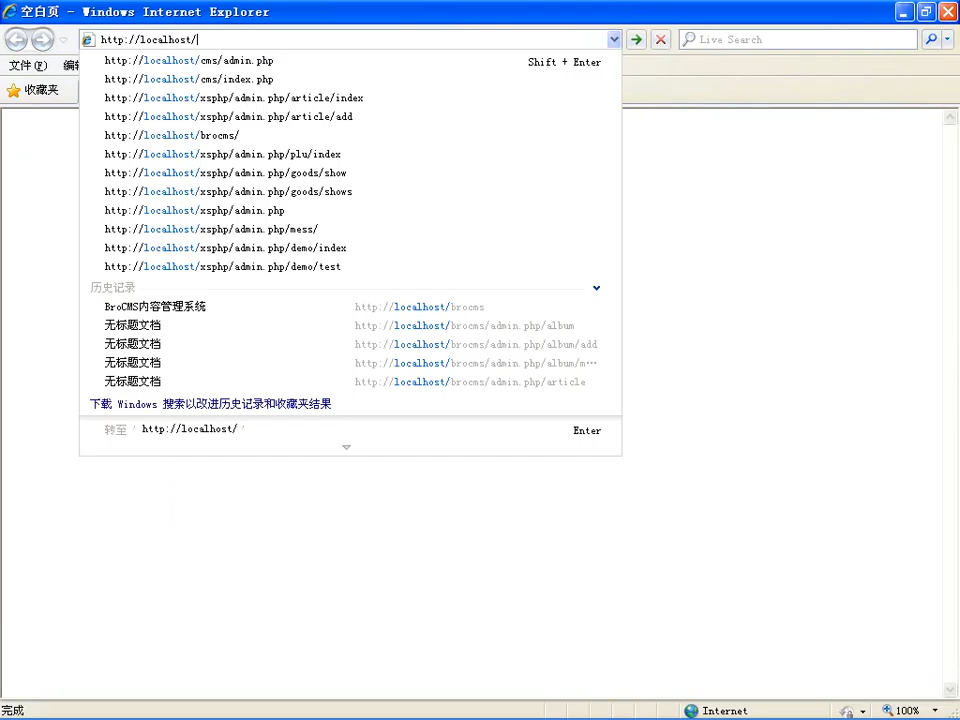 空白页 - Windows Internet Explorer
http://localhost/
Live Search
文件(F)
编辑
收藏夹
http://localhost/cms/admin.php
Shift + Enter
http://localhost/cms/index.php
http://localhost/xsphp/admin.php/article/index
http://localhost/xsphp/admin.php/article/add
http://localhost/brocms/
http://localhost/xsphp/admin.php/plu/index
http://localhost/xsphp/admin.php/goods/show
http://localhost/xsphp/admin.php/goods/shows
http://localhost/xsphp/admin.php
http://localhost/xsphp/admin.php/mess/
http://localhost/xsphp/admin.php/demo/index
http://localhost/xsphp/admin.php/demo/test
历史记录
BroCMS内容管理系统 http://localhost/brocms
无标题文档 http://localhost/brocms/admin.php/album
无标题文档 http://localhost/brocms/admin.php/album/add
无标题文档 http://localhost/brocms/admin.php/album/m…
无标题文档 http://localhost/brocms/admin.php/article
下载 Windows 搜索以改进历史记录和收藏夹结果
转至 ' http://localhost/ '
Enter
完成
Internet
100%